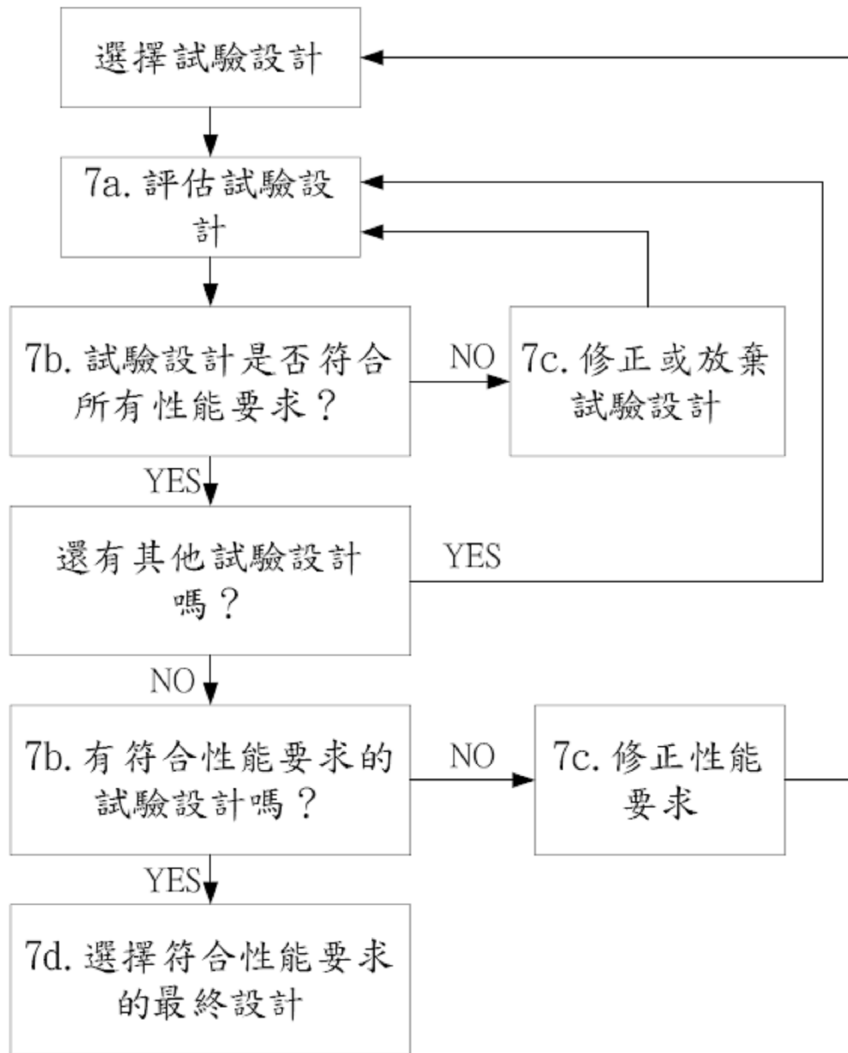 選擇試驗設計
7a.評估試驗設
計
7b.試驗設計是否符合
所有性能要求？
NO
7c.修正或放棄
試驗設計
YES
還有其他試驗設計
嗎？
YES
NO
7b.有符合性能要求的
試驗設計嗎？
NO
7c.修正性能
要求
YES
7d.選擇符合性能要求
的最終設計